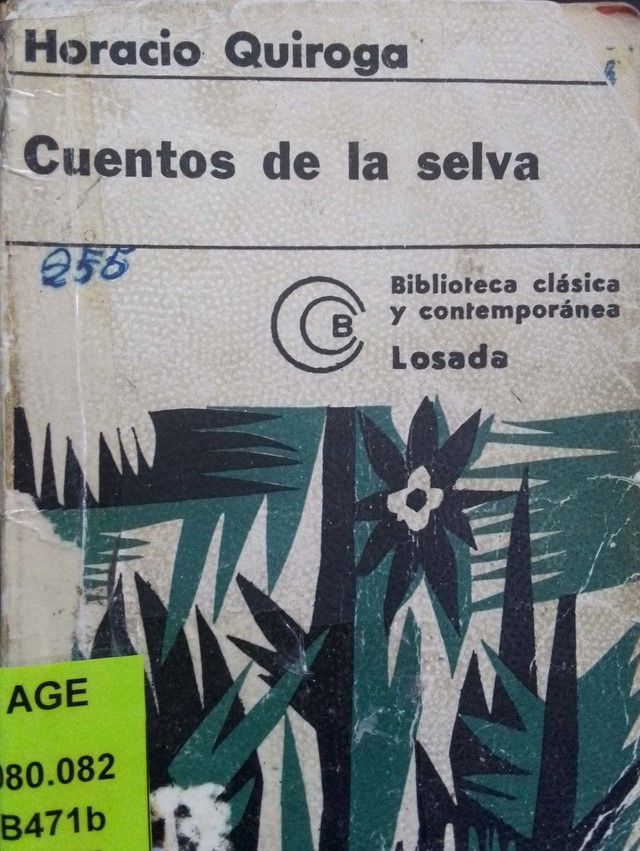 Horacio Quiroga
Cuentos de la selva
255
Biblioteca clásica
y contemporánea
Losada
B
AGE
080.082
B471b